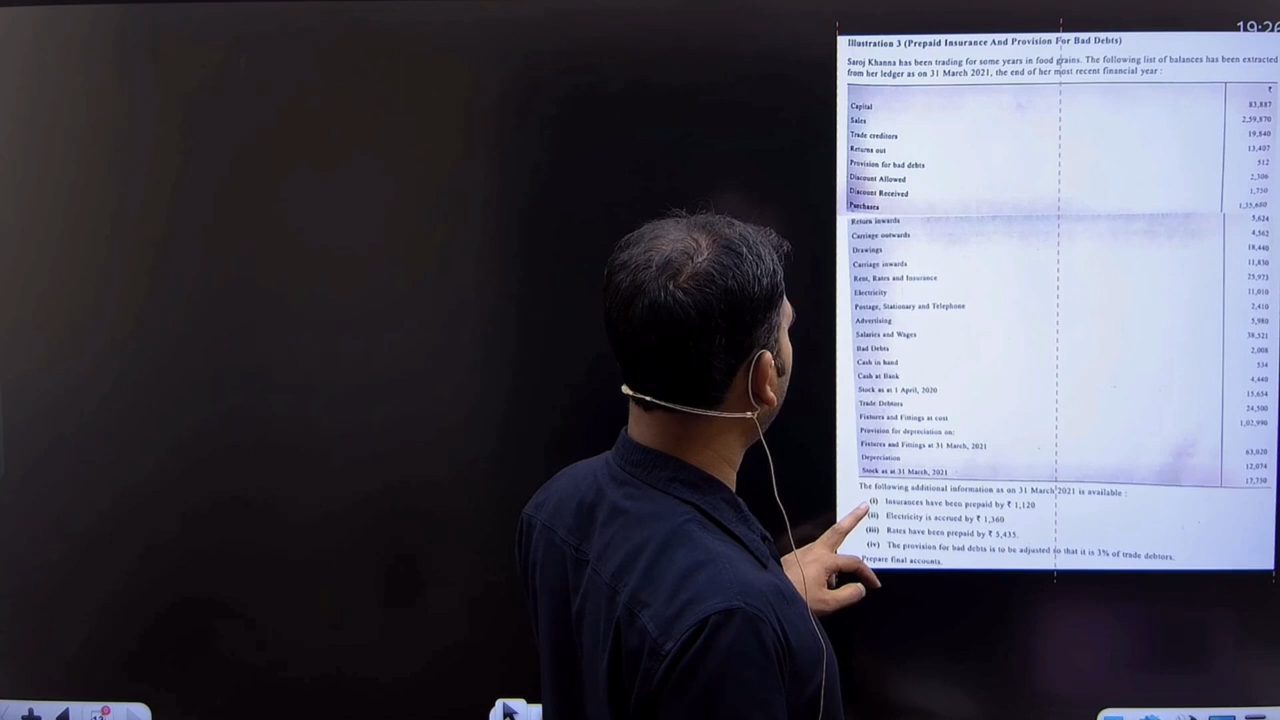 19:26
Illustration 3 (Prepaid Insurance And Provision For Bad Debts)
Saroj Khanna has been trading for some years in food grains. The following list of balances has been extracted
from her ledger as on 31 March 2021, the end of her most recent financial year :
₹
Capital 83,887
Sales 2,59,870
Trade creditors 19,840
Returns out 13,407
Provision for bad debts 512
Discount Allowed 2,306
Discount Received 1,750
Purchases 1,35,680
Return inwards 5,624
Carriage outwards 4,562
Drawings 18,440
Carriage inwards 11,830
Rent, Rates and Insurance 25,973
Electricity 11,010
Postage, Stationary and Telephone 2,410
Advertising 5,980
Salaries and Wages 38,521
Bad Debts 2,008
Cash in hand 534
Cash at Bank 4,440
Stock as at 1 April, 2020 15,654
Trade Debtors 24,500
Fixtures and Fittings at cost 1,02,990
Provision for depreciation on:
Fixtures and Fittings at 31 March, 2021 63,020
Depreciation 12,074
Stock as at 31 March, 2021 17,750
The following additional information as on 31 March 2021 is available :
(i) Insurances have been prepaid by ₹ 1,120
(ii) Electricity is accrued by ₹ 1,360
(iii) Rates have been prepaid by ₹ 5,435.
(iv) The provision for bad debts is to be adjusted so that it is 3% of trade debtors.
Prepare final accounts.